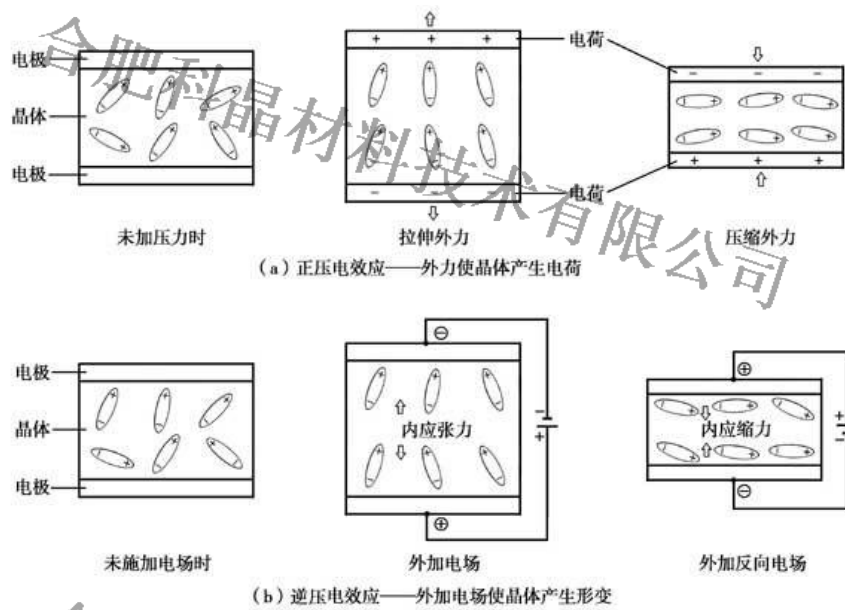 电极
晶体
电极
+ + +
- - -
电荷
电荷
- - -
+ + +
未加压力时
拉伸外力
压缩外力
(a) 正压电效应——外力使晶体产生电荷
合肥科晶材料技术有限公司
电极
晶体
电极
⊖
内应张力
-
+
⊕
⊕
内应缩力
+
-
⊖
未施加电场时
外加电场
外加反向电场
(b) 逆压电效应——外加电场使晶体产生形变